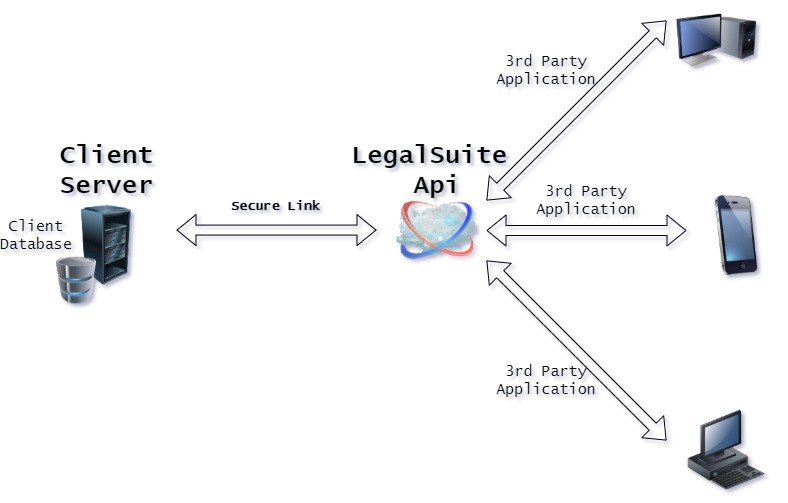 3rd Party
Application
Client
Server
LegalSuite
Api
Secure Link
3rd Party
Application
Client
Database
3rd Party
Application